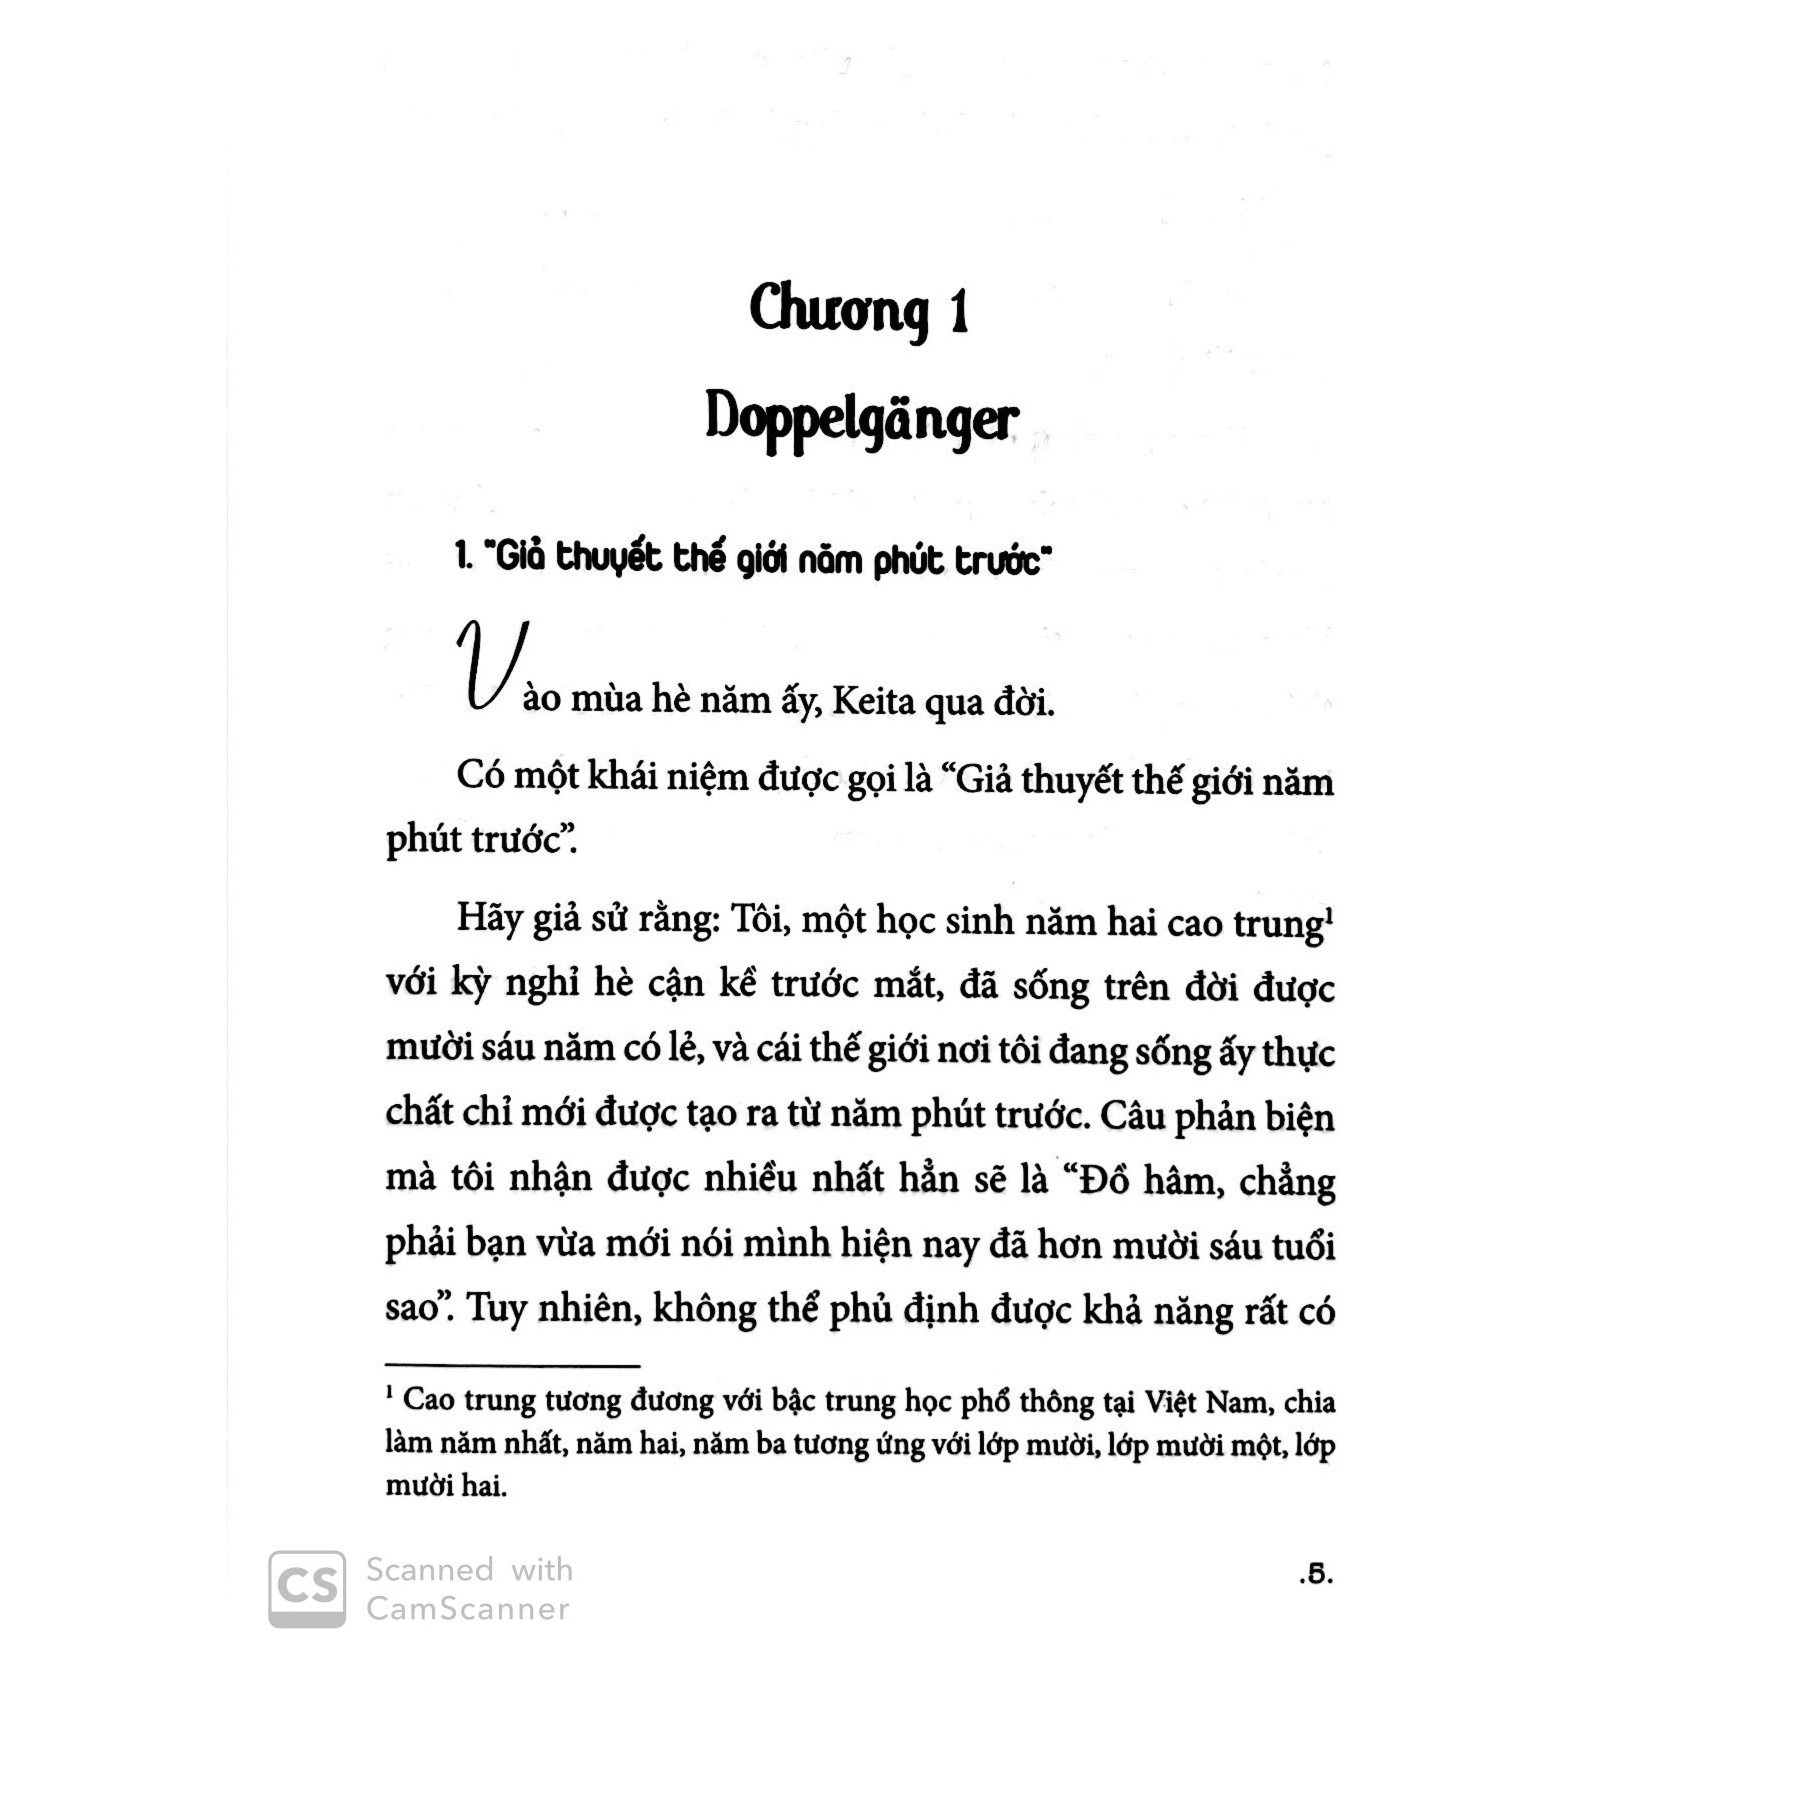 Chương 1
Doppelgänger
1. "Giả thuyết thế giới năm phút trước"
Vào mùa hè năm ấy, Keita qua đời.
Có một khái niệm được gọi là “Giả thuyết thế giới năm
phút trước”.
Hãy giả sử rằng: Tôi, một học sinh năm hai cao trung¹
với kỳ nghỉ hè cận kề trước mắt, đã sống trên đời được
mười sáu năm có lẻ, và cái thế giới nơi tôi đang sống ấy thực
chất chỉ mới được tạo ra từ năm phút trước. Câu phản biện
mà tôi nhận được nhiều nhất hẳn sẽ là “Đồ hâm, chẳng
phải bạn vừa mới nói mình hiện nay đã hơn mười sáu tuổi
sao”. Tuy nhiên, không thể phủ định được khả năng rất có
¹ Cao trung tương đương với bậc trung học phổ thông tại Việt Nam, chia
làm năm nhất, năm hai, năm ba tương ứng với lớp mười, lớp mười một, lớp
mười hai.
.5.
CS Scanned with
CamScanner